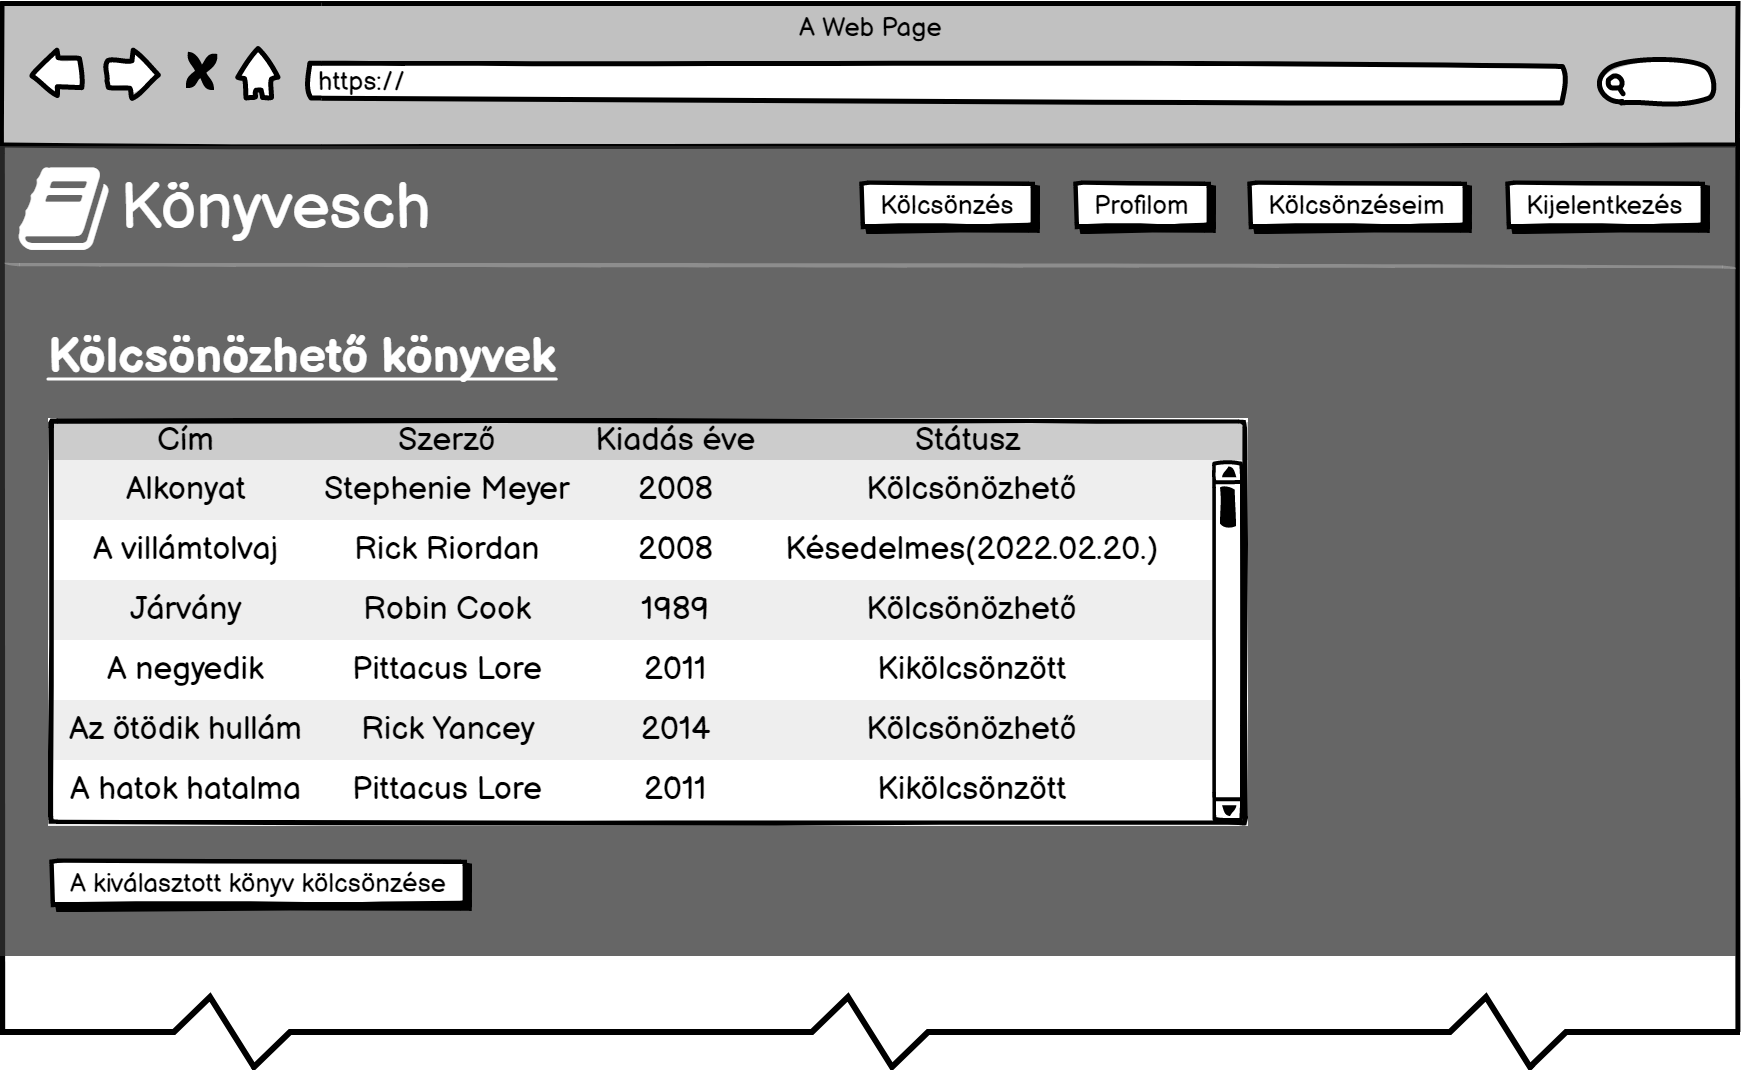 A Web Page
https://
Könyvesch
Kölcsönzés Profilom Kölcsönzéseim Kijelentkezés
Kölcsönözhető könyvek
Cím Szerző Kiadás éve Státusz
Alkonyat Stephenie Meyer 2008 Kölcsönözhető
A villámtolvaj Rick Riordan 2008 Késedelmes(2022.02.20.)
Járvány Robin Cook 1989 Kölcsönözhető
A negyedik Pittacus Lore 2011 Kikölcsönzött
Az ötödik hullám Rick Yancey 2014 Kölcsönözhető
A hatok hatalma Pittacus Lore 2011 Kikölcsönzött
A kiválasztott könyv kölcsönzése